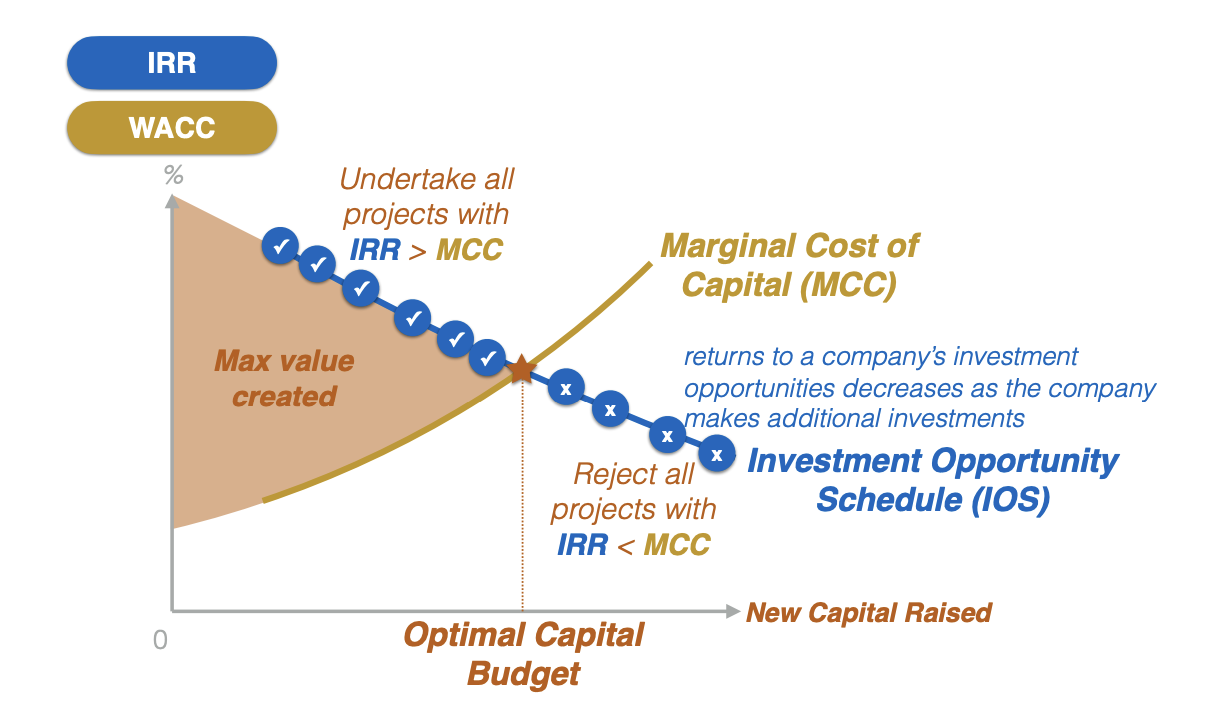 IRR
WACC
%
Undertake all
projects with
IRR > MCC
Marginal Cost of
Capital (MCC)
Max value
created
returns to a company’s investment
opportunities decreases as the company
makes additional investments
x
x
x
x
Investment Opportunity
Schedule (IOS)
Reject all
projects with
IRR < MCC
0
New Capital Raised
Optimal Capital
Budget